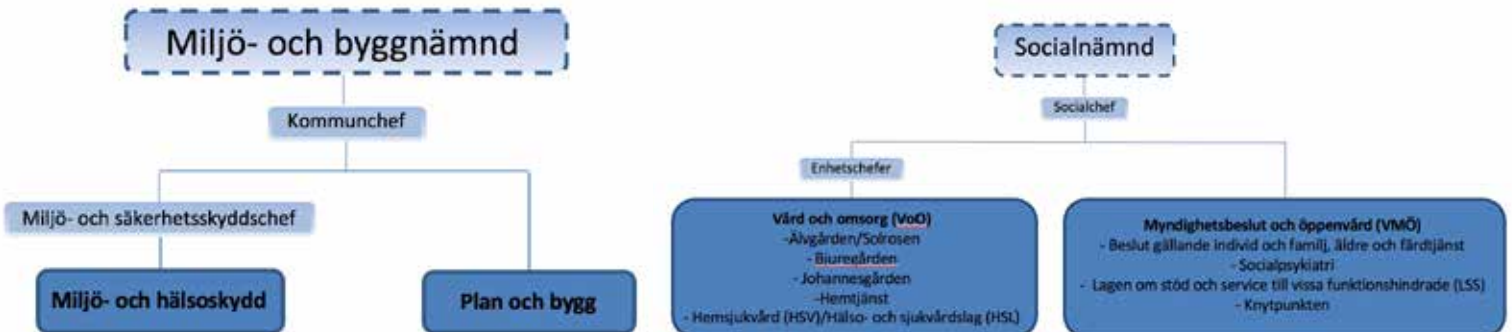 Miljö- och byggnämnd
Kommunchef
Miljö- och säkerhetsskyddschef
Miljö- och hälsoskydd
Plan och bygg
Socialnämnd
Socialchef
Enhetschefer
Vård och omsorg (VoO)
-Älvgården/Solrosen
- Biuregården
- Johannesgården
-Hemtjänst
- Hemsjukvård (HSV)/Hälso- och sjukvårdslag (HSL)
Myndighetsbeslut och öppenvård (VMÖ)
- Beslut gällande individ och familj, äldre och färdtjänst
- Socialpsykiatri
- Lagen om stöd och service till vissa funktionshindrade (LSS)
- Knytpunkten